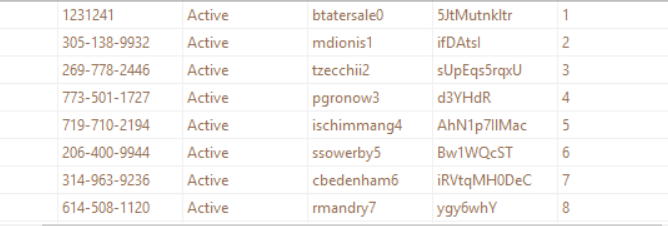 1231241 Active btatersale0 5JtMutnkltr 1
305-138-9932 Active mdionis1 ifDAtsl 2
269-778-2446 Active tzecchii2 sUpEqs5rqxU 3
773-501-1727 Active pgronow3 d3YHdR 4
719-710-2194 Active ischimmang4 AhN1p7llMac 5
206-400-9944 Active ssowerby5 Bw1WQcST 6
314-963-9236 Active cbedenham6 iRVtqMH0DeC 7
614-508-1120 Active rmandry7 ygy6whY 8